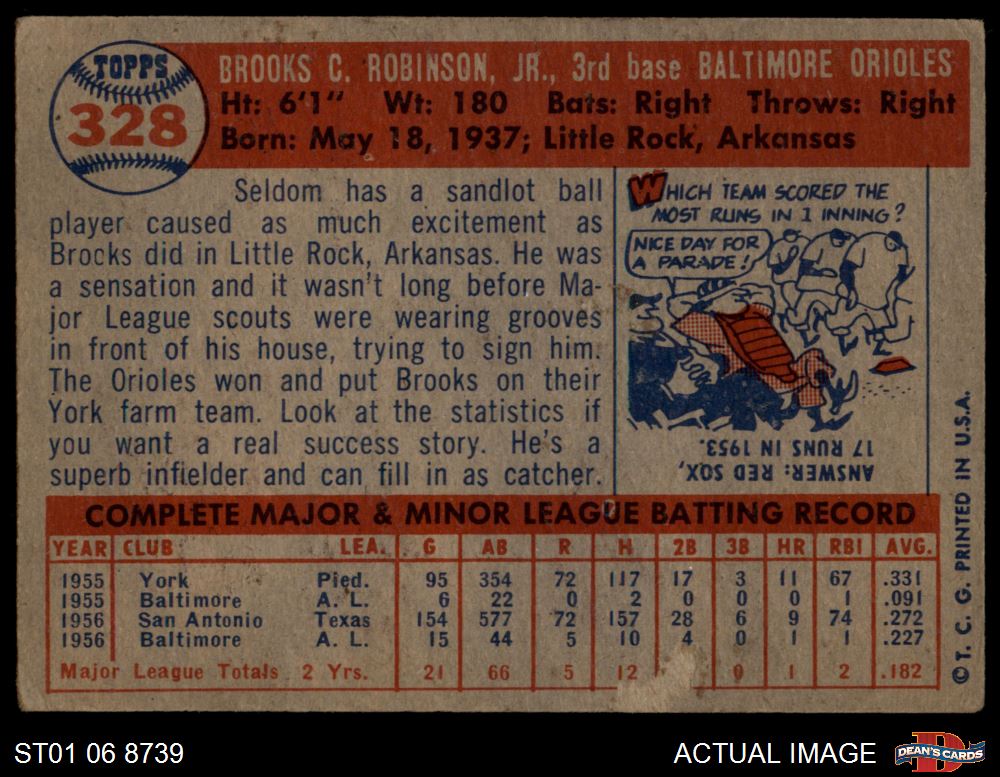 TOPPS
328
BROOKS C. ROBINSON, JR., 3rd base BALTIMORE ORIOLES
Ht: 6'1" Wt: 180 Bats: Right Throws: Right
Born: May 18, 1937; Little Rock, Arkansas
Seldom has a sandlot ball
player caused as much excitement as
Brooks did in Little Rock, Arkansas. He was
a sensation and it wasn't long before Ma-
jor League scouts were wearing grooves
in front of his house, trying to sign him.
The Orioles won and put Brooks on their
York farm team. Look at the statistics if
you want a real success story. He's a
superb infielder and can fill in as catcher.
WHICH TEAM SCORED THE
MOST RUNS IN 1 INNING?
NICE DAY FOR
A PARADE!
ANSWER: RED SOX,
17 RUNS IN 1953.
COMPLETE MAJOR & MINOR LEAGUE BATTING RECORD
YEAR CLUB LEA. G AB R H 2B 3B HR RBI AVG.
1955 York Pied. 95 354 72 117 17 3 11 67 .331
1955 Baltimore A. L. 6 22 0 2 0 0 0 1 .091
1956 San Antonio Texas 154 577 72 157 28 6 9 74 .272
1956 Baltimore A. L. 15 44 5 10 4 0 1 1 .227
Major League Totals 2 Yrs. 21 66 5 12 0 1 2 .182
© T. C. G. PRINTED IN U.S.A.
ST01 06 8739
ACTUAL IMAGE
D
DEAN'S CARDS